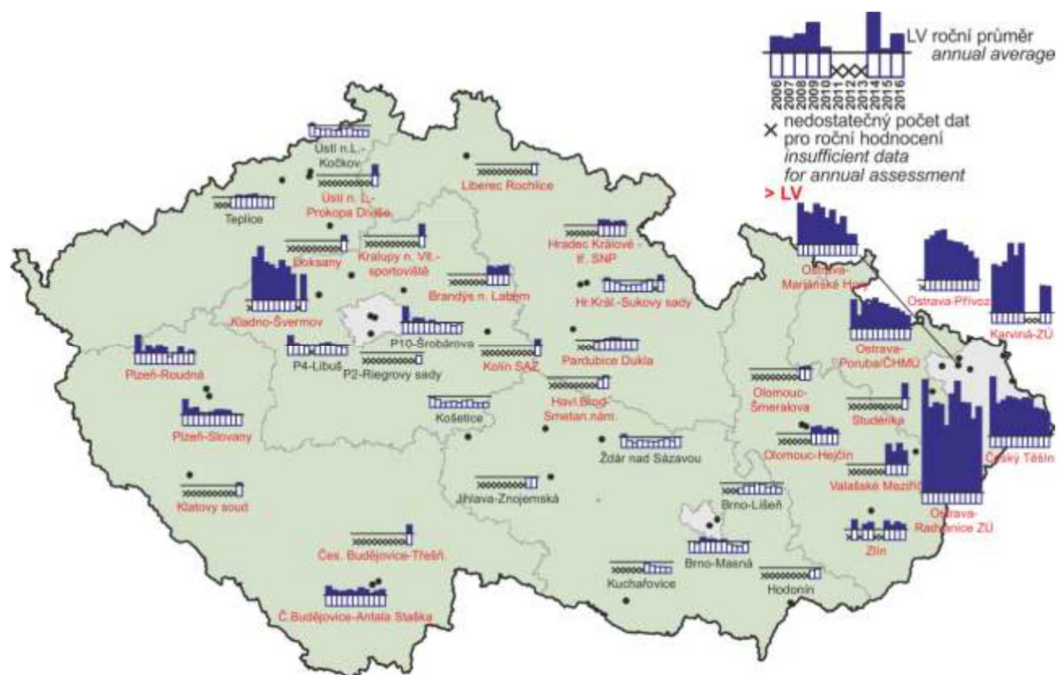 LV roční průměr
annual average
2006
2007
2008
2009
2010
2011
2012
2013
2014
2015
2016
nedostatečný počet dat
pro roční hodnocení
insufficient data
for annual assessment
> LV
Ústí n.L.-
Kočkov
Liberec Rochlice
Teplice
Ústí n. L.-
Prokopa Diviše
Ostrava-
Mariánské Hory
Ostrava-Přívoz
Karviná-ZÚ
Doksany
Kralupy n. Vlt.-
sportoviště
Hradec Králové -
tř. SNP
Brandýs n. Labem
Hr.Král.-Sukovy sady
Kladno-Švermov
P10-Šrobárova
Ostrava-
Poruba/ČHMÚ
Plzeň-Roudná
P4-Libuš
P2-Riegrovy sady
Kolín SAZ
Pardubice Dukla
Havl.Brod-
Smetan.nám.
Olomouc-
Šmeralova
Studénka
Košetice
Plzeň-Slovany
Žďár nad Sázavou
Olomouc-Hejčín
Český Těšín
Valašské Meziříčí
Klatovy soud
Jihlava-Znojemská
Brno-Líšeň
Ostrava-
Radvanice ZÚ
Zlín
Čes. Budějovice-Třešň.
Brno-Masná
Kuchařovice
Hodonín
Č.Budějovice-Antala Staška